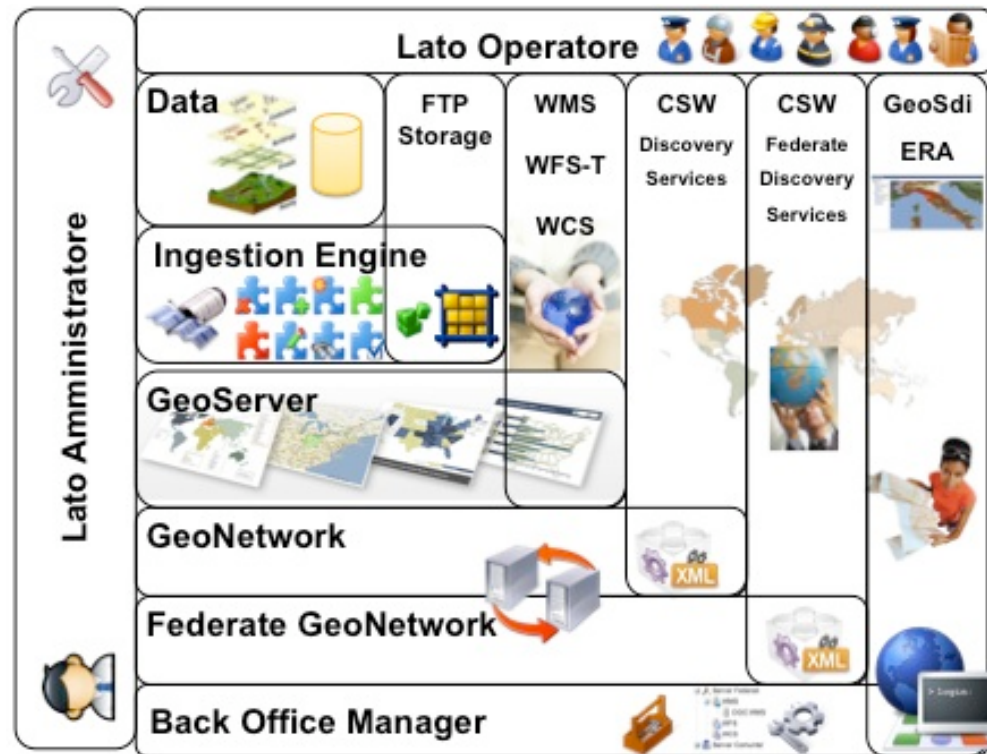 Lato Operatore
Lato Amministratore
Data
FTP
Storage
WMS
WFS-T
WCS
CSW
Discovery
Services
CSW
Federate
Discovery
Services
GeoSdi
ERA
Ingestion Engine
GeoServer
GeoNetwork
XML
Federate GeoNetwork
XML
> login:
Back Office Manager